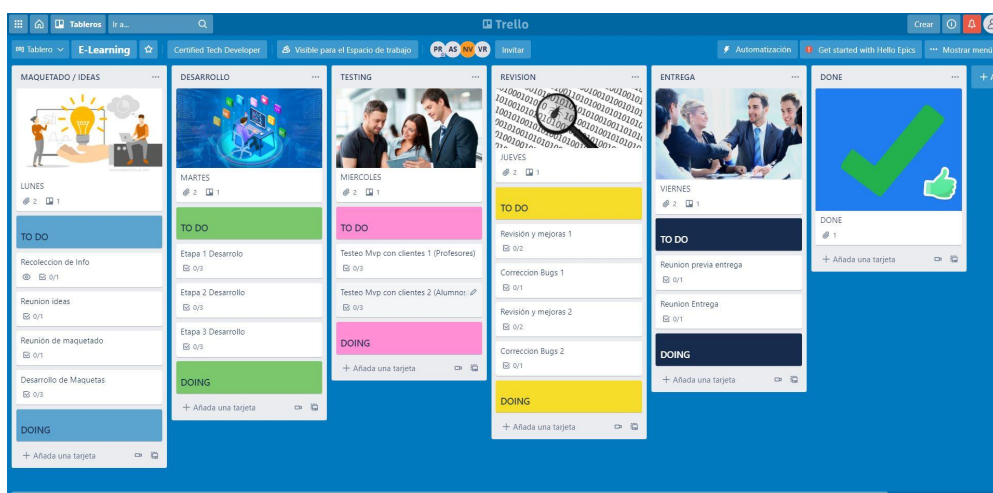 Tableros Ir a...
Trello
Crear
Tablero E-Learning Certified Tech Developer Visible para el Espacio de trabajo PR AS NV VR Invitar
Automatización Get started with Hello Epics ... Mostrar menú
MAQUETADO / IDEAS ...
LUNES
2 1
TO DO
Recoleccion de Info
0/1
Reunion ideas
0/1
Reunión de maquetado
0/1
Desarrollo de Maquetas
0/3
DOING
+ Añada una tarjeta
DESARROLLO ...
MARTES
2 1
TO DO
Etapa 1 Desarrolo
0/3
Etapa 2 Desarrollo
0/3
Etapa 3 Desarrollo
0/3
DOING
+ Añada una tarjeta
TESTING ...
MIERCOLES
2 1
TO DO
Testeo Mvp con clientes 1 (Profesores)
0/3
Testeo Mvp con clientes 2 (Alumnos
0/3
DOING
+ Añada una tarjeta
REVISION ...
JUEVES
2 1
TO DO
Revisión y mejoras 1
0/2
Correccion Bugs 1
0/1
Revisión y mejoras 2
0/2
Correccion Bugs 2
0/1
DOING
+ Añada una tarjeta
ENTREGA ...
VIERNES
2 1
TO DO
Reunion previa entrega
0/1
Reunion Entrega
0/1
DOING
+ Añada una tarjeta
DONE ...
DONE
1
+ Añada una tarjeta